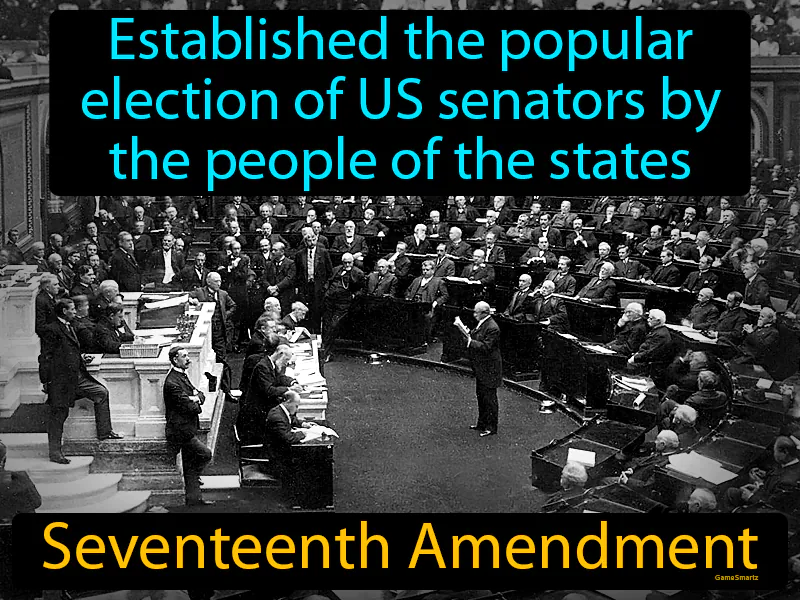 Established the popular
election of US senators by
the people of the states
Seventeenth Amendment
GameSmartz